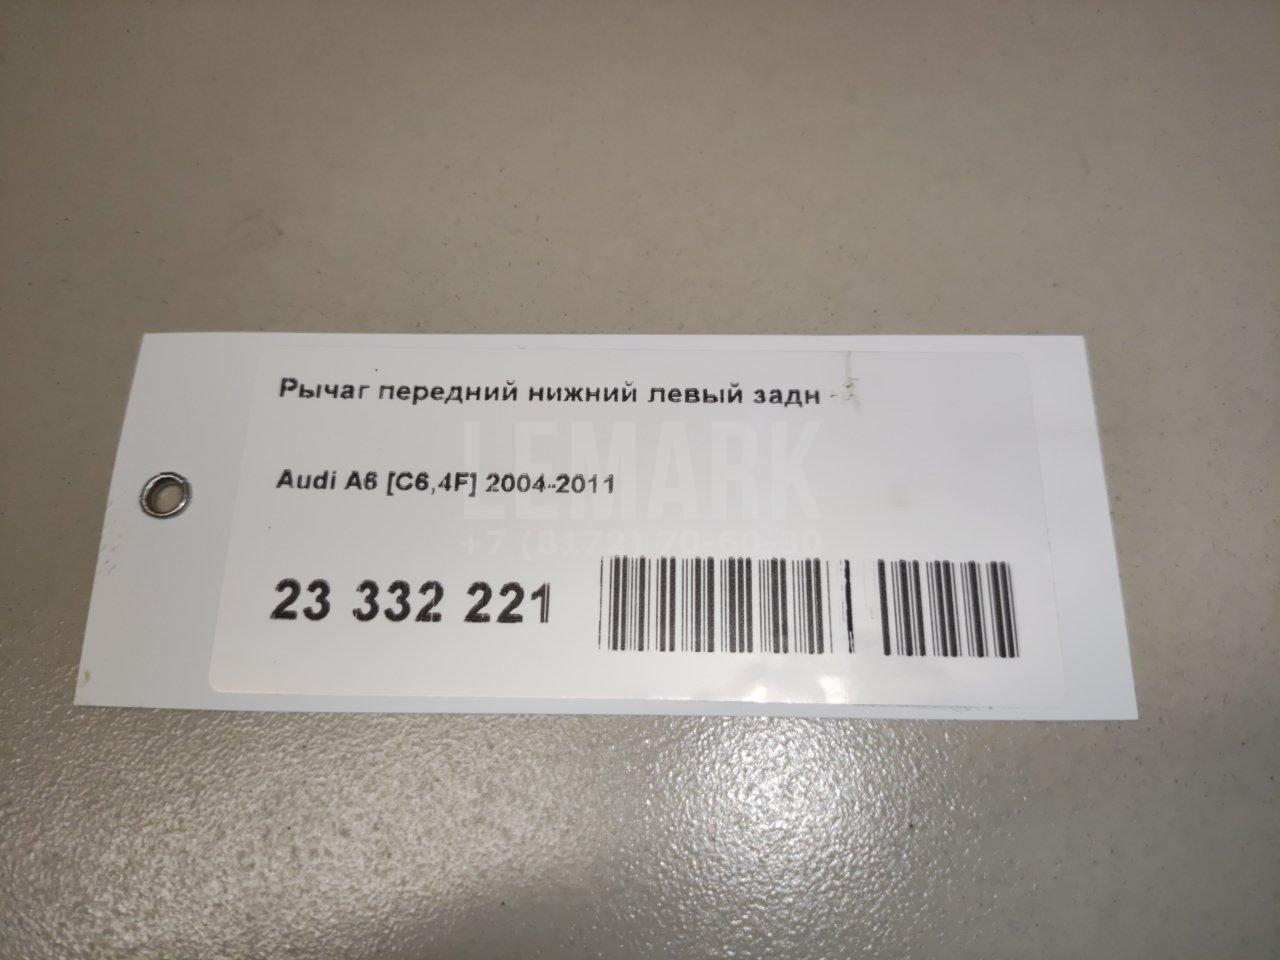 Рычаг передний нижний левый задн
LEMARK
Audi A6 [C6,4F] 2004-2011
+7 (8172) 70-60-30
23 332 221